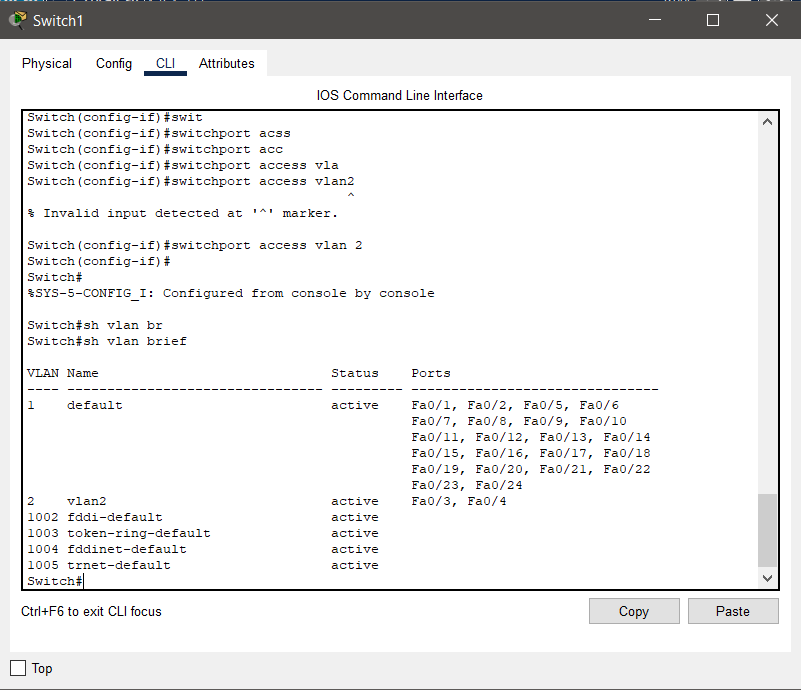 Switch1
Physical Config CLI Attributes
IOS Command Line Interface
Switch(config-if)#swit
Switch(config-if)#switchport acss
Switch(config-if)#switchport acc
Switch(config-if)#switchport access vla
Switch(config-if)#switchport access vlan2
^
% Invalid input detected at '^' marker.
Switch(config-if)#switchport access vlan 2
Switch(config-if)#
Switch#
%SYS-5-CONFIG_I: Configured from console by console
Switch#sh vlan br
Switch#sh vlan brief
VLAN Name Status Ports
---- -------------------------------- --------- -------------------------------
1 default active Fa0/1, Fa0/2, Fa0/5, Fa0/6
Fa0/7, Fa0/8, Fa0/9, Fa0/10
Fa0/11, Fa0/12, Fa0/13, Fa0/14
Fa0/15, Fa0/16, Fa0/17, Fa0/18
Fa0/19, Fa0/20, Fa0/21, Fa0/22
Fa0/23, Fa0/24
2 vlan2 active Fa0/3, Fa0/4
1002 fddi-default active
1003 token-ring-default active
1004 fddinet-default active
1005 trnet-default active
Switch#
Ctrl+F6 to exit CLI focus
Copy Paste
Top